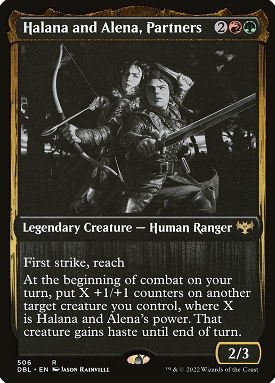 Halana and Alena, Partners 2
Legendary Creature — Human Ranger
First strike, reach
At the beginning of combat on your
turn, put X +1/+1 counters on another
target creature you control, where X
is Halana and Alena's power. That
creature gains haste until end of turn.
2/3
506 R
DBL • EN JASON RAINVILLE
™ & © 2022 Wizards of the Coast